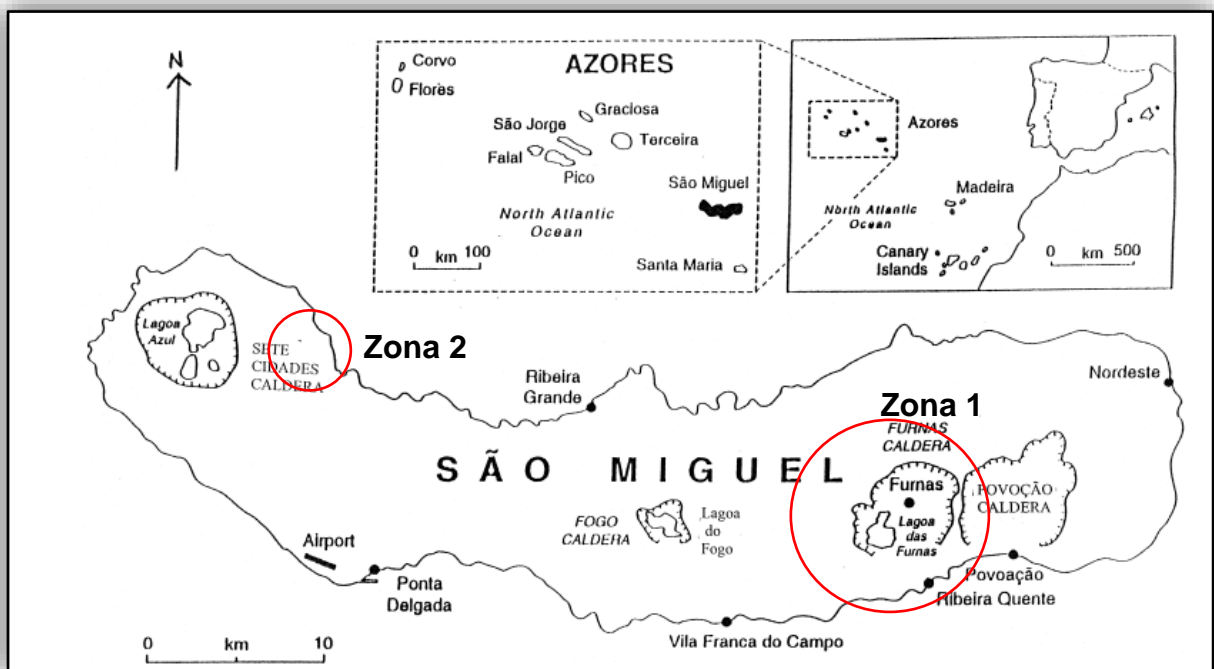 N
Corvo
Flores
AZORES
Graciosa
São Jorge
Terceira
Faial
Pico
São Miguel
North Atlantic
Ocean
0 km 100
Santa Maria
Azores
Madeira
North Atlantic
Ocean
Canary
Islands
0 km 500
Lagoa
Azul
SETE
CIDADES
CALDERA
Zona 2
Ribeira
Grande
Nordeste
Zona 1
FURNAS
CALDERA
SÃO MIGUEL
Furnas
Lagoa
das
Furnas
POVOÇÃO
CALDERA
FOGO
CALDERA
Lagoa
do
Fogo
Airport
Ponta
Delgada
Povoação
Ribeira Quente
Vila Franca do Campo
0 km 10